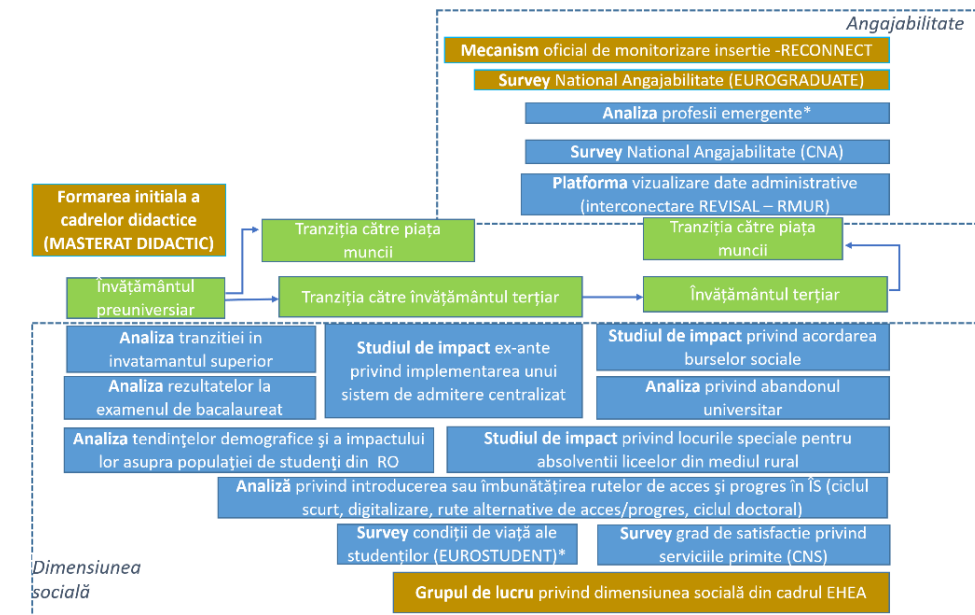 Angajabilitate
Mecanism oficial de monitorizare insertie -RECONNECT
Survey National Angajabilitate (EUROGRADUATE)
Analiza profesii emergente*
Survey National Angajabilitate (CNA)
Platforma vizualizare date administrative
(interconectare REVISAL – RMUR)
Formarea initiala a
cadrelor didactice
(MASTERAT DIDACTIC)
Tranziția către piața
muncii
Tranziția către piața
muncii
Învățământul
preuniversiar
Tranziția către învățământul terțiar
Învățământul terțiar
Analiza tranzitiei in
invatamantul superior
Studiul de impact ex-ante
privind implementarea unui
sistem de admitere centralizat
Studiul de impact privind acordarea
burselor sociale
Analiza rezultatelor la
examenul de bacalaureat
Analiza privind abandonul
universitar
Analiza tendințelor demografice și a impactului
lor asupra populației de studenți din RO
Studiul de impact privind locurile speciale pentru
absolventii liceelor din mediul rural
Analiză privind introducerea sau îmbunătățirea rutelor de acces și progres în ÎS (ciclul
scurt, digitalizare, rute alternative de acces/progres, ciclul doctoral)
Survey condiții de viață ale
studenților (EUROSTUDENT)*
Survey grad de satisfactie privind
serviciile primite (CNS)
Dimensiunea
socială
Grupul de lucru privind dimensiunea socială din cadrul EHEA